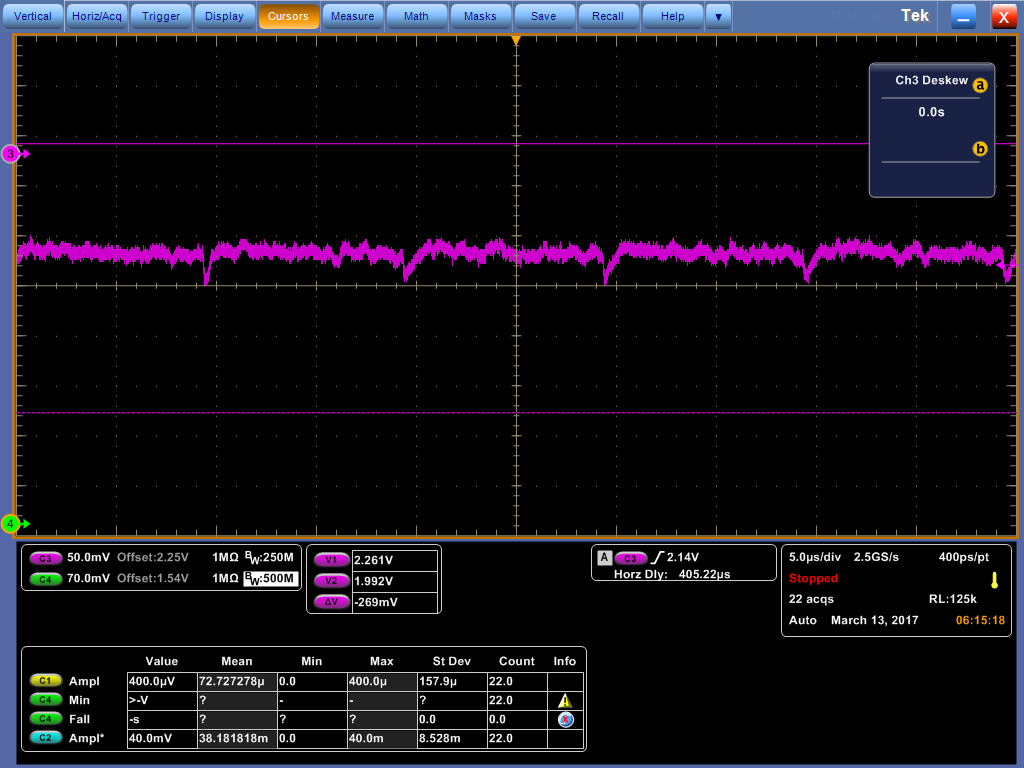 Vertical Horiz/Acq Trigger Display Cursors Measure Math Masks Save Recall Help ▼ Tek X
Ch3 Deskew a
0.0s
b
3
4
C3 50.0mV Offset:2.25V 1MΩ BW:250M
C4 70.0mV Offset:1.54V 1MΩ BW:500M
V1 2.261V
V2 1.992V
ΔV -269mV
A C3 2.14V
Horz Dly: 405.22µs
5.0µs/div 2.5GS/s 400ps/pt
Stopped
22 acqs RL:125k
Auto March 13, 2017 06:15:18
Value Mean Min Max St Dev Count Info
C1 Ampl 400.0µV 72.727278µ 0.0 400.0µ 157.9µ 22.0
C4 Min >-V ? - - ? 22.0
C4 Fall -s ? ? ? 0.0 0.0
C2 Ampl* 40.0mV 38.181818m 0.0 40.0m 8.528m 22.0